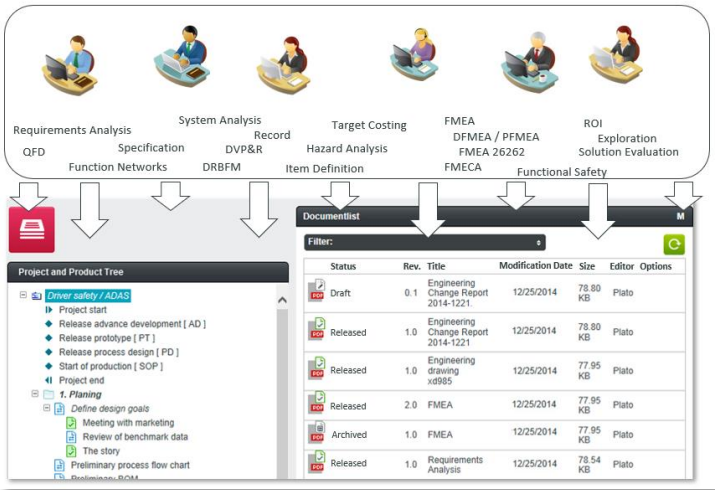 Requirements Analysis
QFD
Function Networks
Specification
System Analysis
Record
DVP&R
DRBFM
Target Costing
Hazard Analysis
Item Definition
FMEA
DFMEA / PFMEA
FMEA 26262
FMECA
Functional Safety
ROI
Exploration
Solution Evaluation
Project and Product Tree
Driver safety / ADAS
Project start
Release advance development [ AD ]
Release prototype [ PT ]
Release process design [ PD ]
Start of production [ SOP ]
Project end
1. Planing
Define design goals
Meeting with marketing
Review of benchmark data
The story
Preliminary process flow chart
Preliminary BOM
Documentlist M
Filter:
Status Rev. Title Modification Date Size Editor Options
PDF Draft 0.1 Engineering
Change Report
2014-1221. 12/25/2014 78.80
KB Plato
PDF Released 1.0 Engineering
Change Report
2014-1221 12/25/2014 78.80
KB Plato
PDF Released 1.0 Engineering
drawing
xd985 12/25/2014 77.95
KB Plato
PDF Released 2.0 FMEA 12/25/2014 77.95
KB Plato
PDF Archived 1.0 FMEA 12/25/2014 77.95
KB Plato
PDF Released 1.0 Requirements
Analysis 12/25/2014 78.54
KB Plato